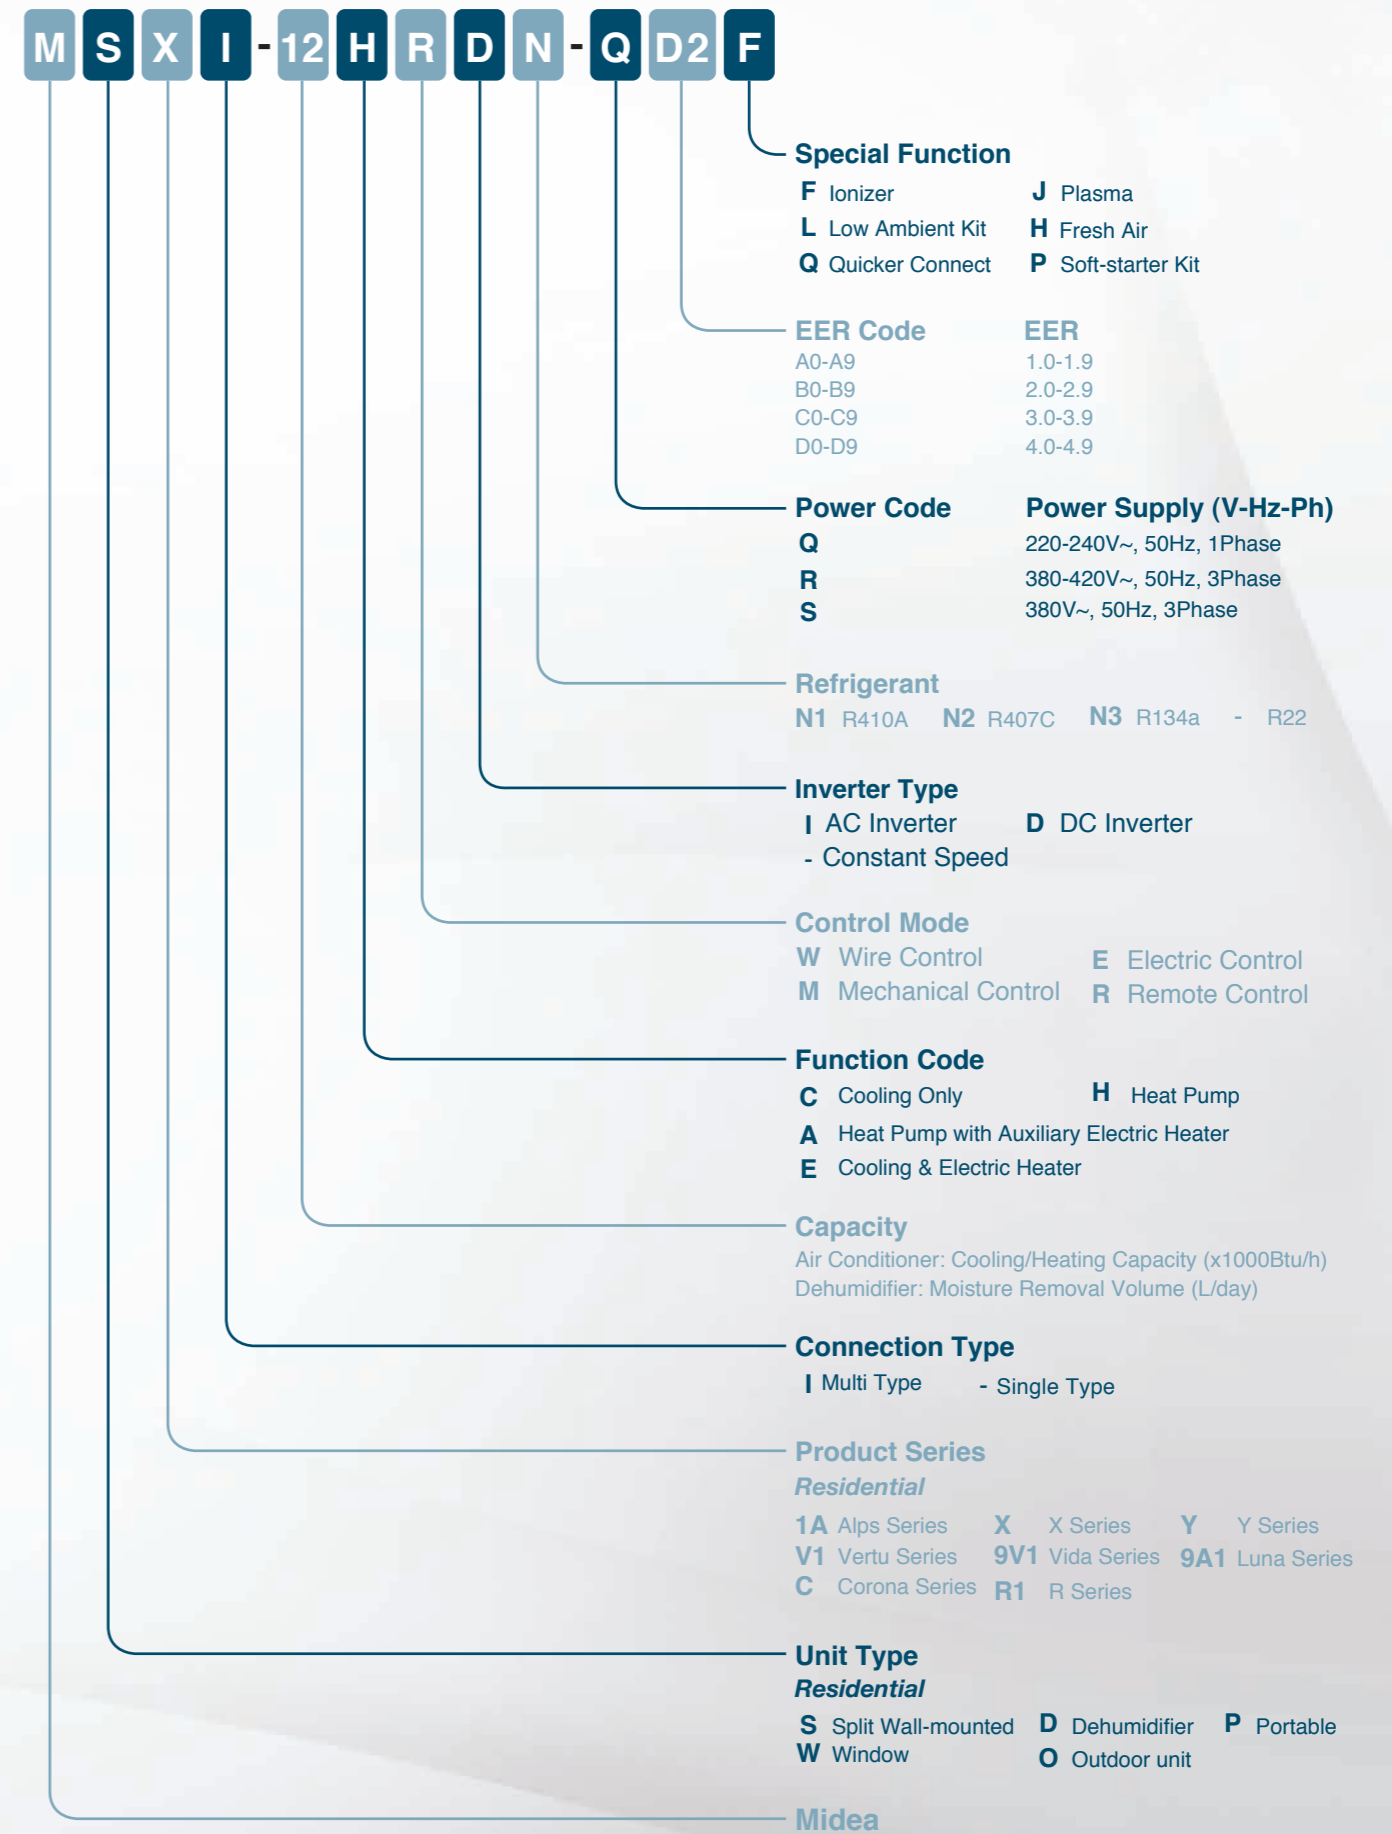 M S X I - 12 H R D N - Q D2 F
Special Function
F Ionizer J Plasma
L Low Ambient Kit H Fresh Air
Q Quicker Connect P Soft-starter Kit
EER Code EER
A0-A9 1.0-1.9
B0-B9 2.0-2.9
C0-C9 3.0-3.9
D0-D9 4.0-4.9
Power Code Power Supply (V-Hz-Ph)
Q 220-240V~, 50Hz, 1Phase
R 380-420V~, 50Hz, 3Phase
S 380V~, 50Hz, 3Phase
Refrigerant
N1 R410A N2 R407C N3 R134a - R22
Inverter Type
I AC Inverter D DC Inverter
- Constant Speed
Control Mode
W Wire Control E Electric Control
M Mechanical Control R Remote Control
Function Code
C Cooling Only H Heat Pump
A Heat Pump with Auxiliary Electric Heater
E Cooling & Electric Heater
Capacity
Air Conditioner: Cooling/Heating Capacity (x1000Btu/h)
Dehumidifier: Moisture Removal Volume (L/day)
Connection Type
I Multi Type - Single Type
Product Series
Residential
1A Alps Series X X Series Y Y Series
V1 Vertu Series 9V1 Vida Series 9A1 Luna Series
C Corona Series R1 R Series
Unit Type
Residential
S Split Wall-mounted D Dehumidifier P Portable
W Window O Outdoor unit
Midea